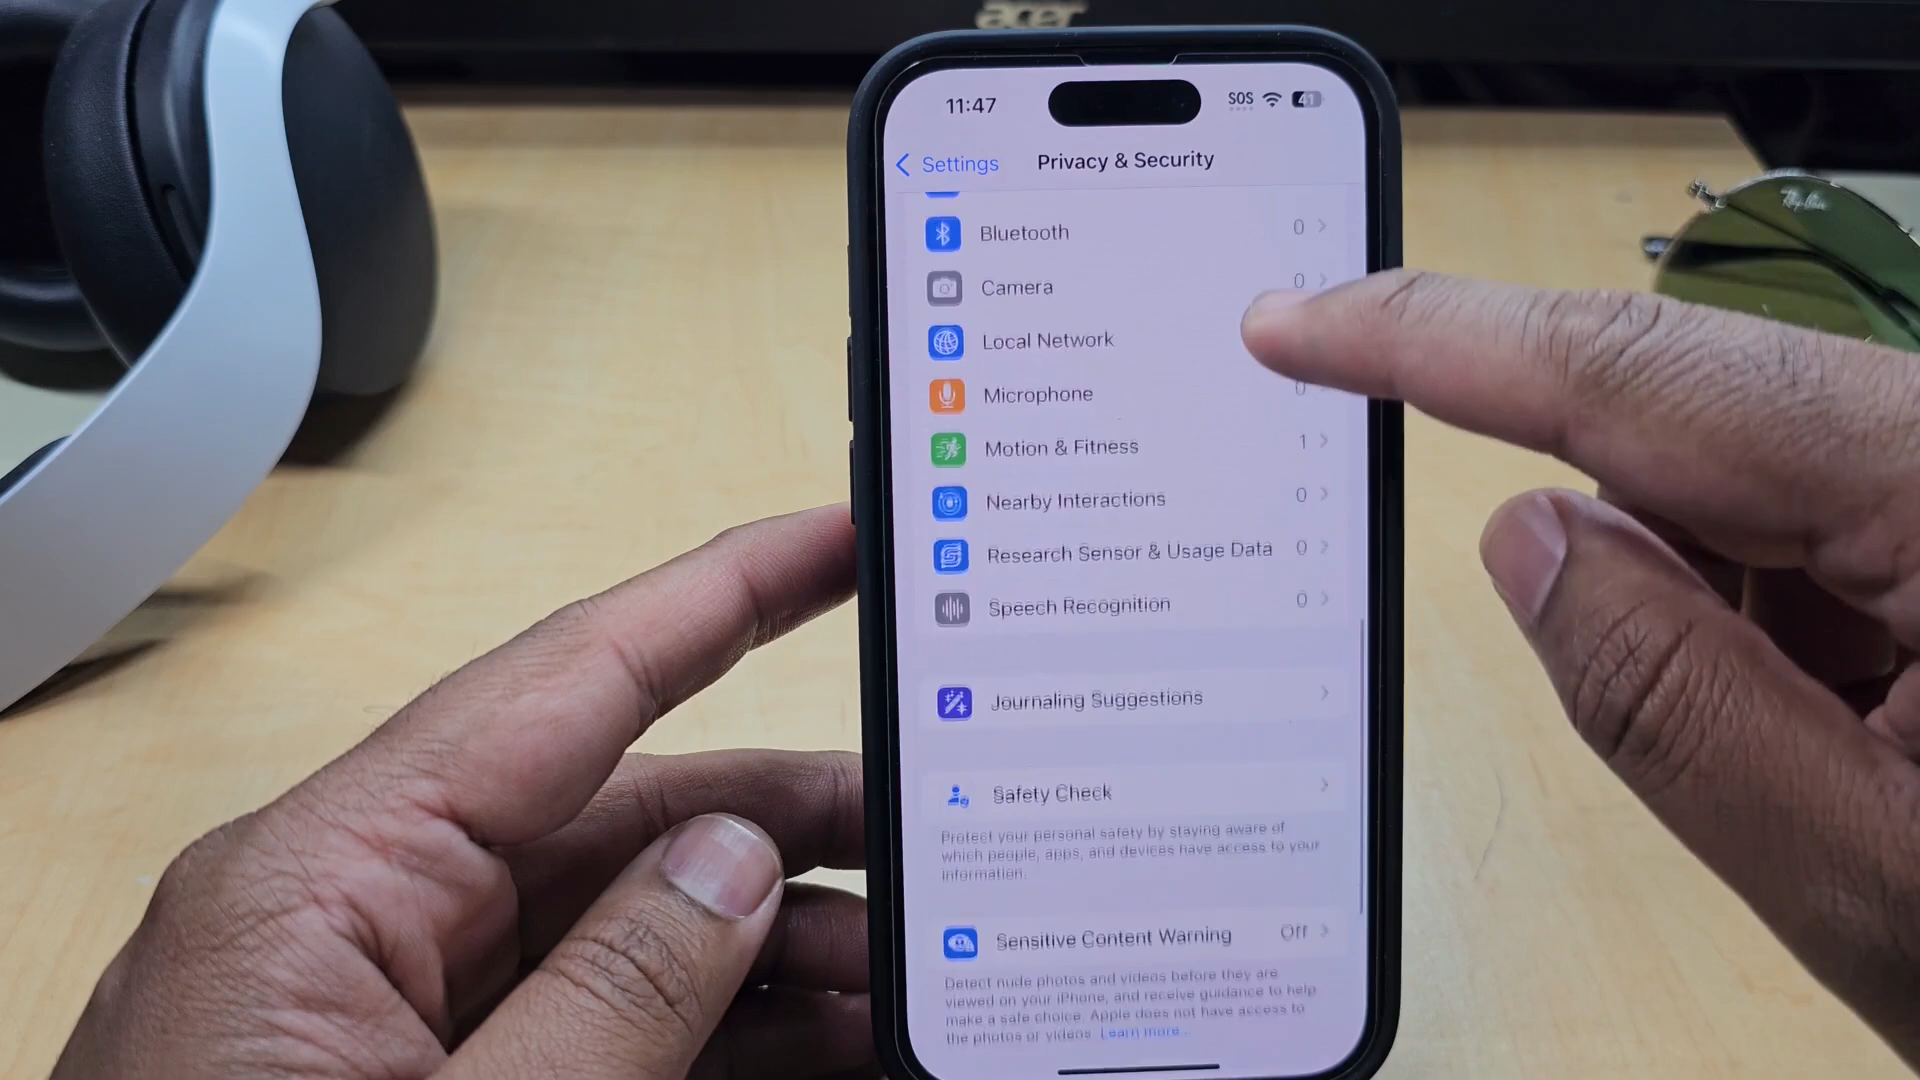 acer
11:47
SOS
41
Settings
Privacy & Security
Bluetooth 0
Camera 0
Local Network
Microphone 0
Motion & Fitness 1
Nearby Interactions 0
Research Sensor & Usage Data 0
Speech Recognition 0
Journaling Suggestions
Safety Check
Protect your personal safety by staying aware of
which people, apps, and devices have access to your
information.
Sensitive Content Warning Off
Detect nude photos and videos before they are
viewed on your iPhone, and receive guidance to help
make a safe choice. Apple does not have access to
the photos or videos. Learn more...
Ray-Ban